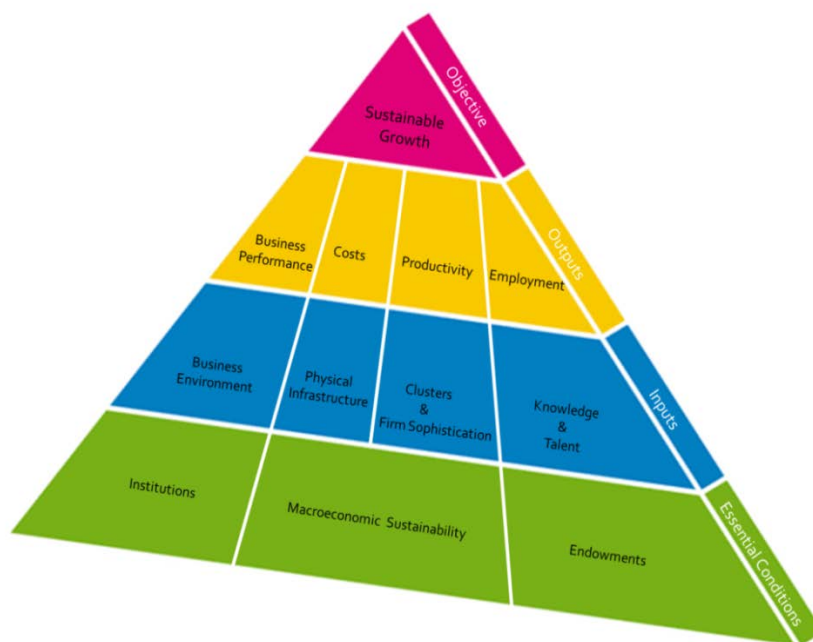 Objective
Sustainable
Growth
Outputs
Business
Performance
Costs
Productivity
Employment
Inputs
Business
Environment
Physical
Infrastructure
Clusters
&
Firm Sophistication
Knowledge
&
Talent
Essential Conditions
Institutions
Macroeconomic Sustainability
Endowments